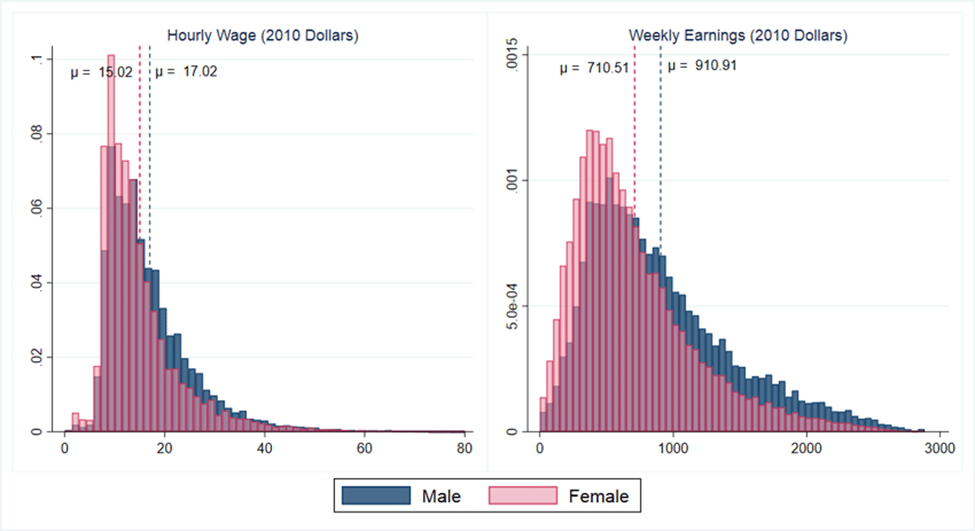 Hourly Wage (2010 Dollars)
μ = 15.02
μ = 17.02
.1
.08
.06
.04
.02
0
0 20 40 60 80
Weekly Earnings (2010 Dollars)
μ = 710.51
μ = 910.91
.0015
.001
5.0e-04
0
0 1000 2000 3000
Male Female